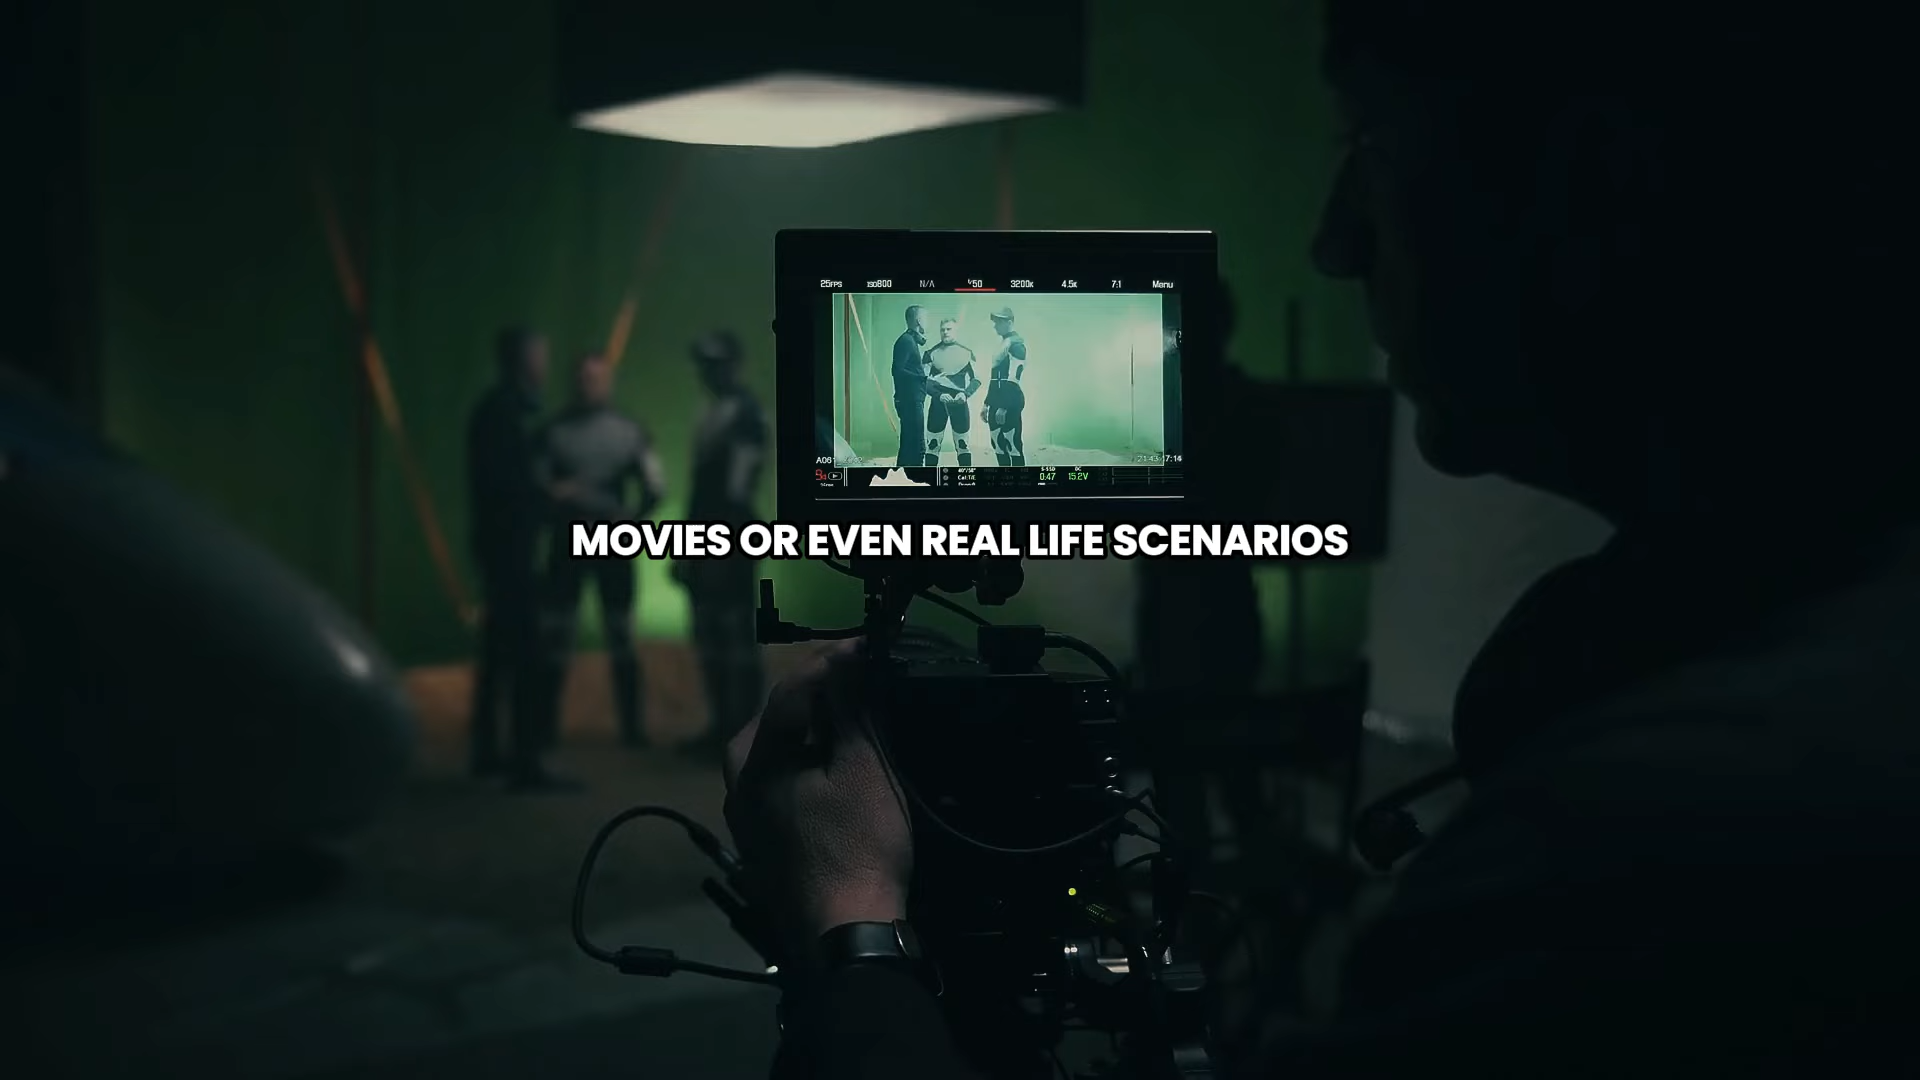 25FPS ISO800 N/A 1/50 3200K 4.5K 7:1 Menu
MOVIES OR EVEN REAL LIFE SCENARIOS
0:47 15.2V